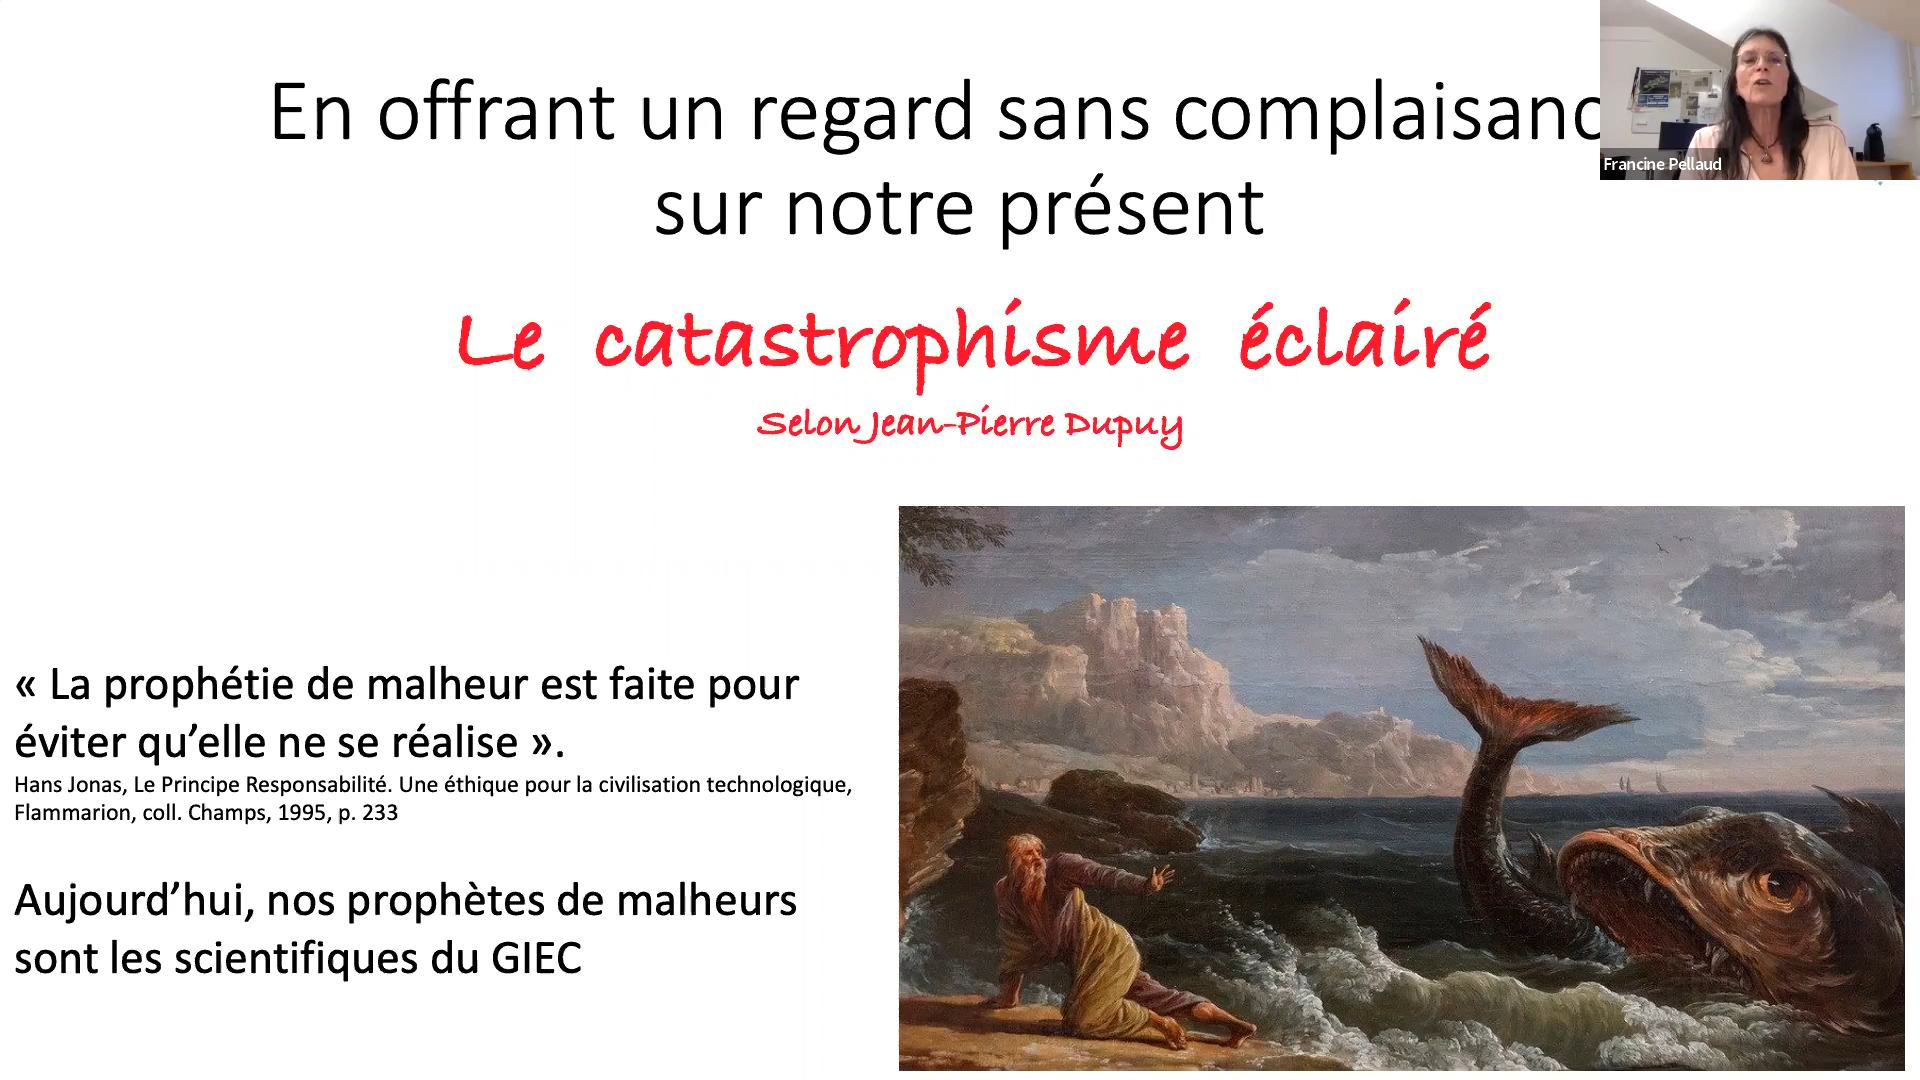 En offrant un regard sans complaisanc
sur notre présent
Francine Pellaud
Le catastrophisme éclairé
Selon Jean-Pierre Dupuy
« La prophétie de malheur est faite pour
éviter qu’elle ne se réalise ».
Hans Jonas, Le Principe Responsabilité. Une éthique pour la civilisation technologique,
Flammarion, coll. Champs, 1995, p. 233
Aujourd’hui, nos prophètes de malheurs
sont les scientifiques du GIEC